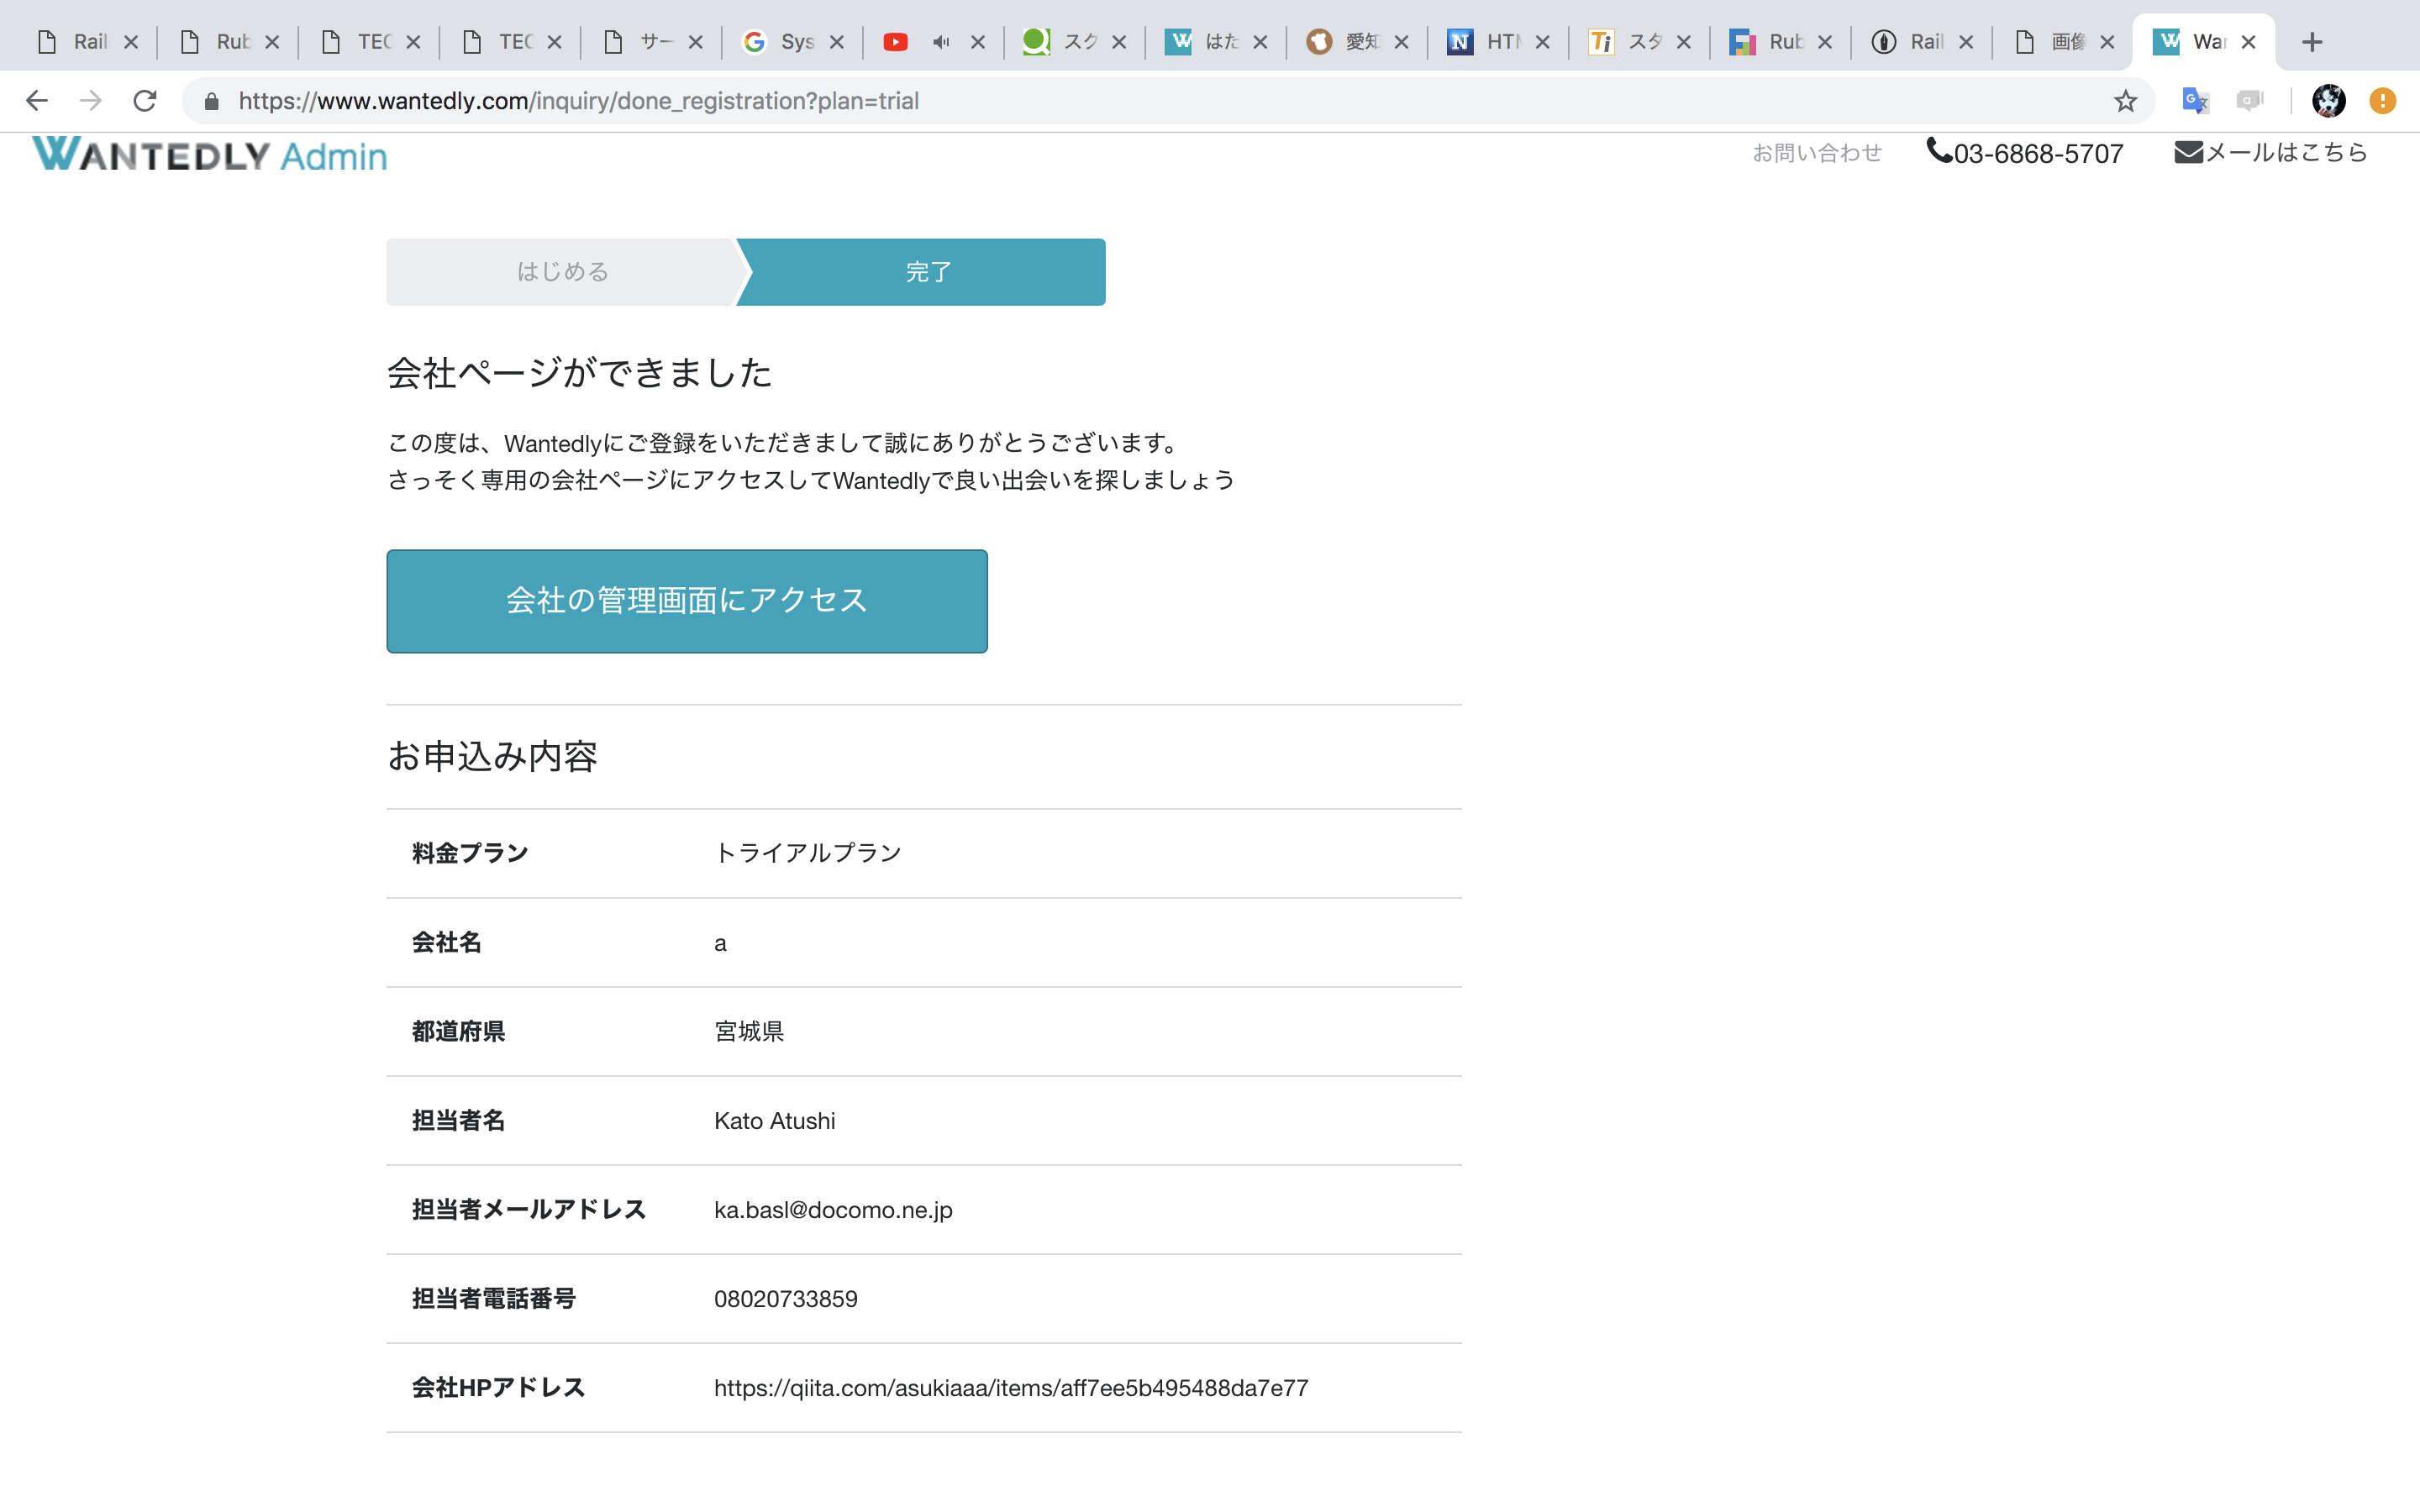 Rail
Rub
TEC
TEC
サー
Sys
スク
はた
愛知
HTM
スタ
Rub
Rail
画像
Wan
https://www.wantedly.com/inquiry/done_registration?plan=trial
WANTEDLY Admin
お問い合わせ 03-6868-5707 メールはこちら
はじめる 完了
会社ページができました
この度は、Wantedlyにご登録をいただきまして誠にありがとうございます。
さっそく専用の会社ページにアクセスしてWantedlyで良い出会いを探しましょう
会社の管理画面にアクセス
お申込み内容
料金プラン トライアルプラン
会社名 a
都道府県 宮城県
担当者名 Kato Atushi
担当者メールアドレス ka.basl@docomo.ne.jp
担当者電話番号 08020733859
会社HPアドレス https://qiita.com/asukiaaa/items/aff7ee5b495488da7e77